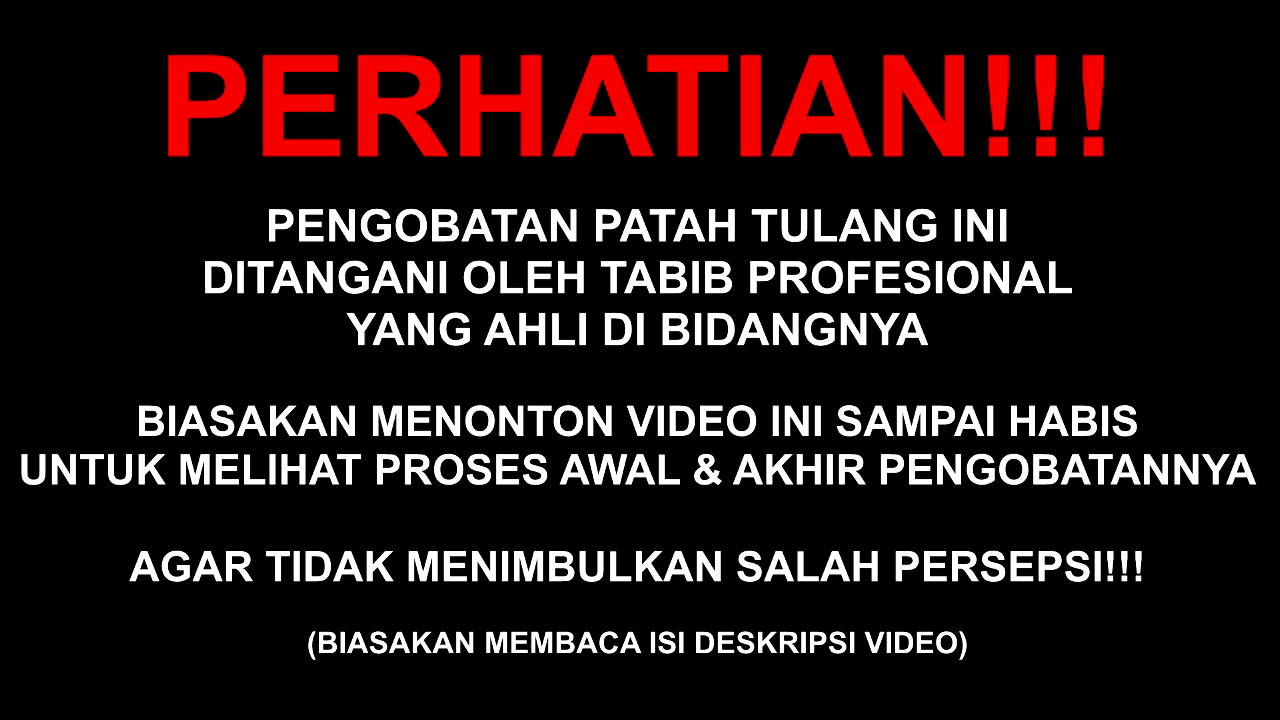 PERHATIAN!!!
PENGOBATAN PATAH TULANG INI
DITANGANI OLEH TABIB PROFESIONAL
YANG AHLI DI BIDANGNYA
BIASAKAN MENONTON VIDEO INI SAMPAI HABIS
UNTUK MELIHAT PROSES AWAL & AKHIR PENGOBATANNYA
AGAR TIDAK MENIMBULKAN SALAH PERSEPSI!!!
(BIASAKAN MEMBACA ISI DESKRIPSI VIDEO)